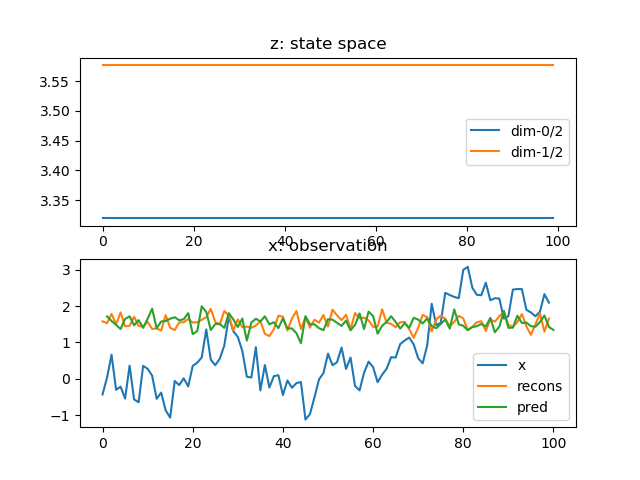 z: state space
3.55
3.50
3.45
3.40
3.35
dim-0/2
dim-1/2
0 20 40 60 80 100
x: observation
3
2
1
0
−1
x
recons
pred
0 20 40 60 80 100